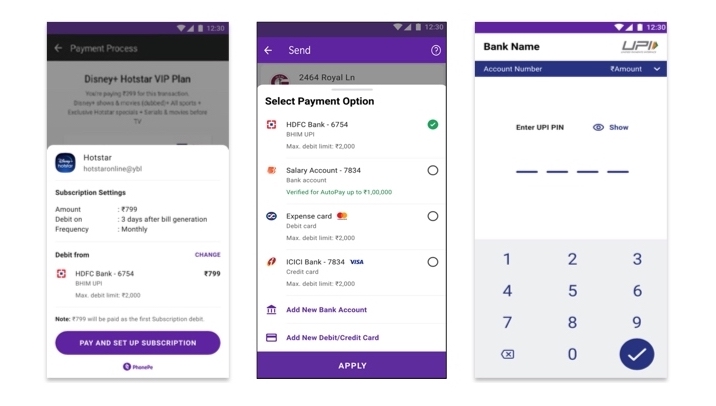 12:30
Payment Process
Disney+ Hotstar VIP Plan
You're paying ₹799 for this transaction.
Disney+ shows & movies (dubbed) + All sports +
Exclusive Hotstar specials + Serials & movies before
TV
Disney+
hotstar
Hotstar
hotstaronline@ybl
Subscription Settings
Amount : ₹799
Debit on : 3 days after bill generation
Frequency : Monthly
Debit from CHANGE
HDFC Bank - 6754 ₹799
BHIM UPI
Max. debit limit: ₹2,000
Note: ₹799 will be paid as the first Subscription debit.
PAY AND SET UP SUBSCRIPTION
PhonePe
12:30
Send
2464 Royal Ln
Select Payment Option
HDFC Bank - 6754
BHIM UPI
Max. debit limit: ₹2,000
Salary Account - 7834
Bank account
Verified for AutoPay up to ₹1,00,000
Expense card
Debit card
Max. debit limit: ₹2,000
ICICI Bank - 7834 VISA
Credit card
Max. debit limit: ₹2,000
Add New Bank Account
Add New Debit/Credit Card
APPLY
12:30
Bank Name UPI
Account Number ₹Amount
Enter UPI PIN Show
1 2 3
4 5 6
7 8 9
0